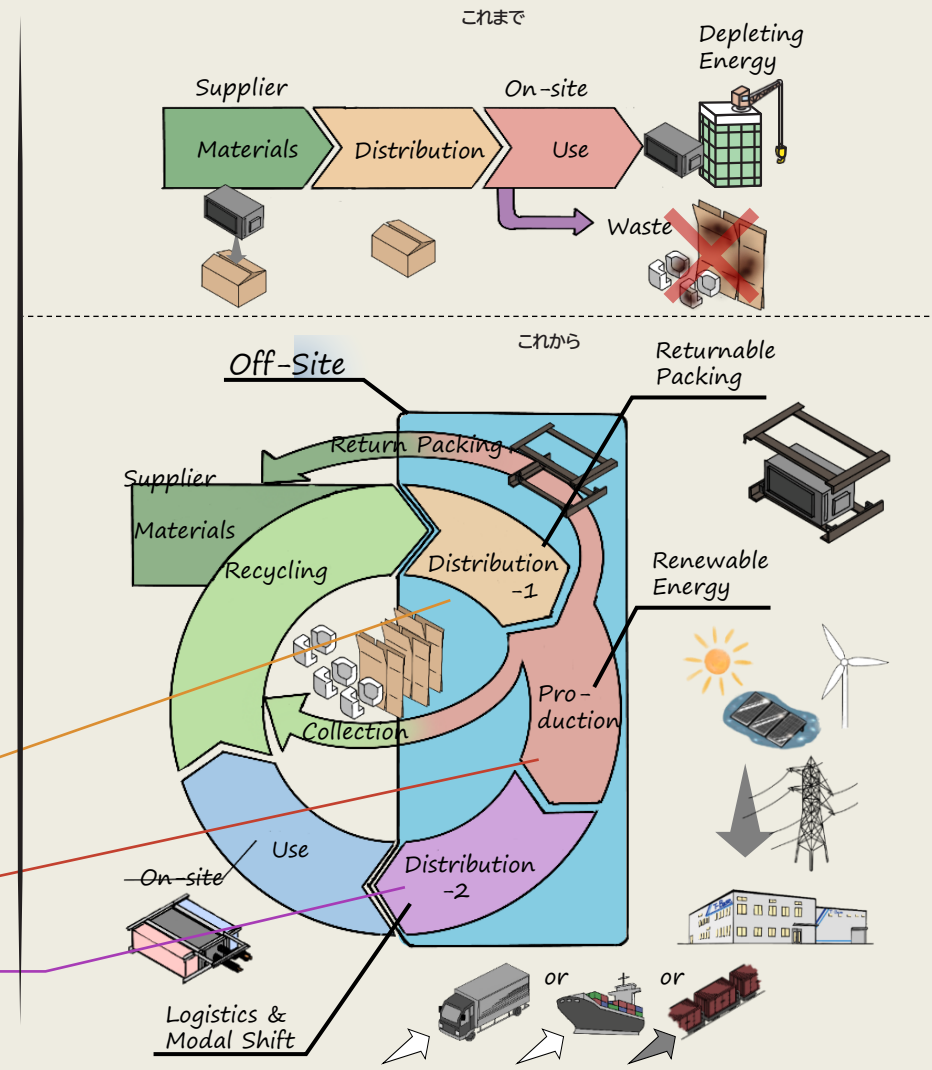 これまで
Depleting
Energy
Supplier
On-site
Materials
Distribution
Use
Waste
これから
Off-Site
Returnable
Packing
Return Packing
Supplier
Materials
Recycling
Distribution
-1
Renewable
Energy
Pro-
duction
Collection
Use
On-site
Distribution
-2
Logistics &
Modal Shift
or
or